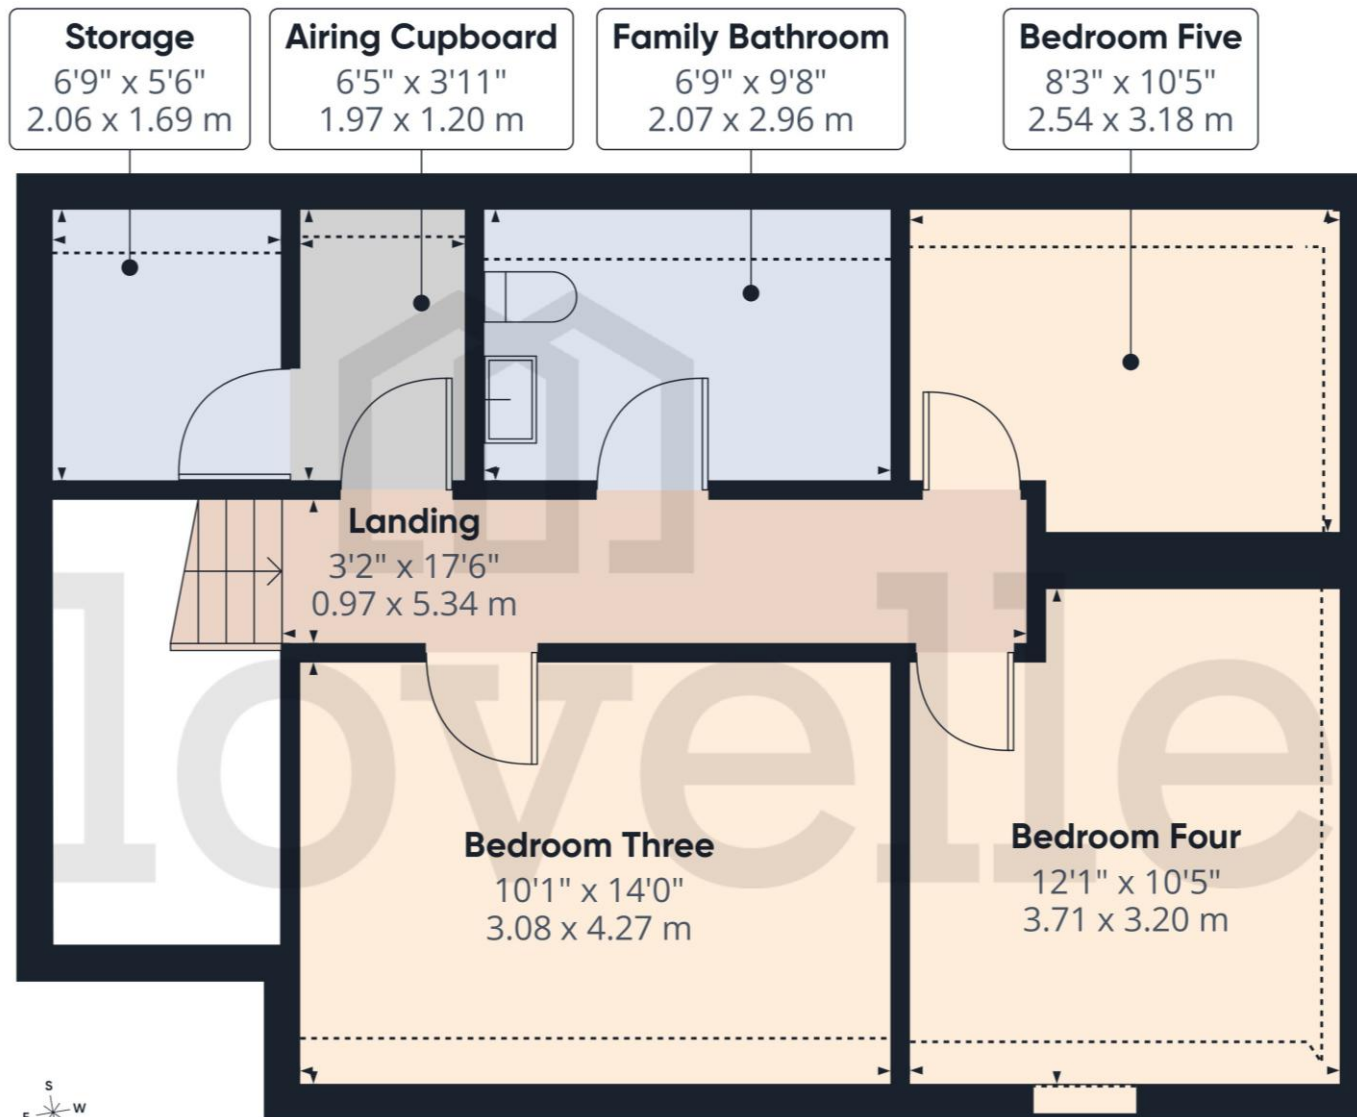 Storage
6'9" x 5'6"
2.06 x 1.69 m
Airing Cupboard
6'5" x 3'11"
1.97 x 1.20 m
Family Bathroom
6'9" x 9'8"
2.07 x 2.96 m
Bedroom Five
8'3" x 10'5"
2.54 x 3.18 m
Landing
3'2" x 17'6"
0.97 x 5.34 m
lovelle
Bedroom Three
10'1" x 14'0"
3.08 x 4.27 m
Bedroom Four
12'1" x 10'5"
3.71 x 3.20 m
S
E W